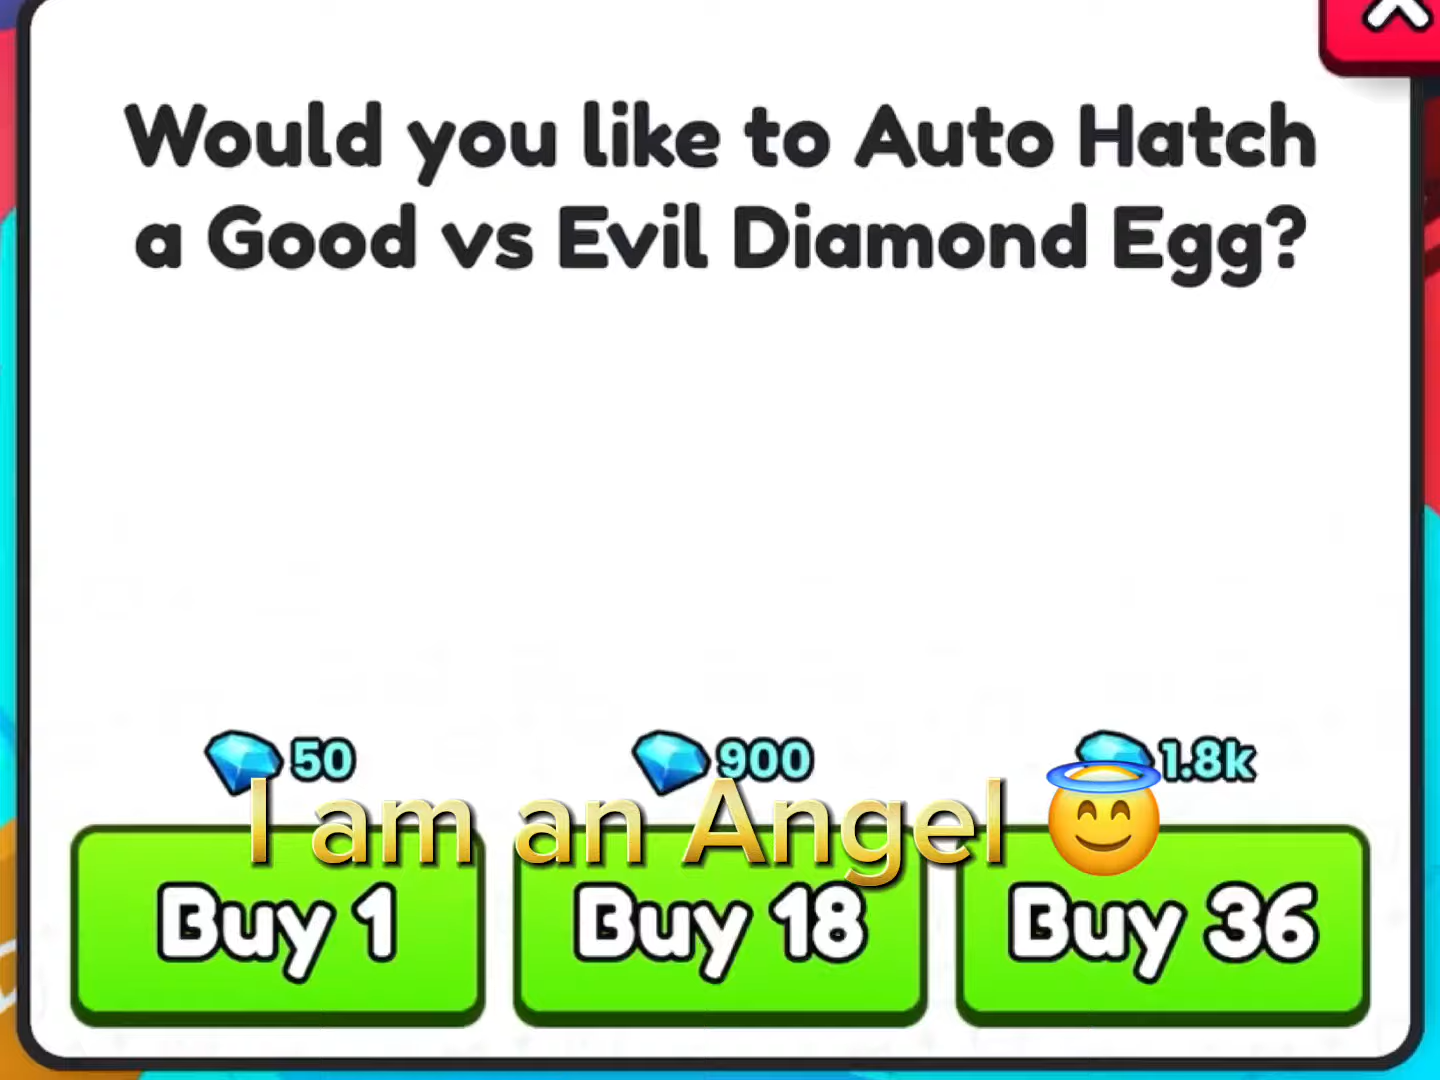 Would you like to Auto Hatch
a Good vs Evil Diamond Egg?
50
900
1.8k
I am an Angel 😇
Buy 1
Buy 18
Buy 36